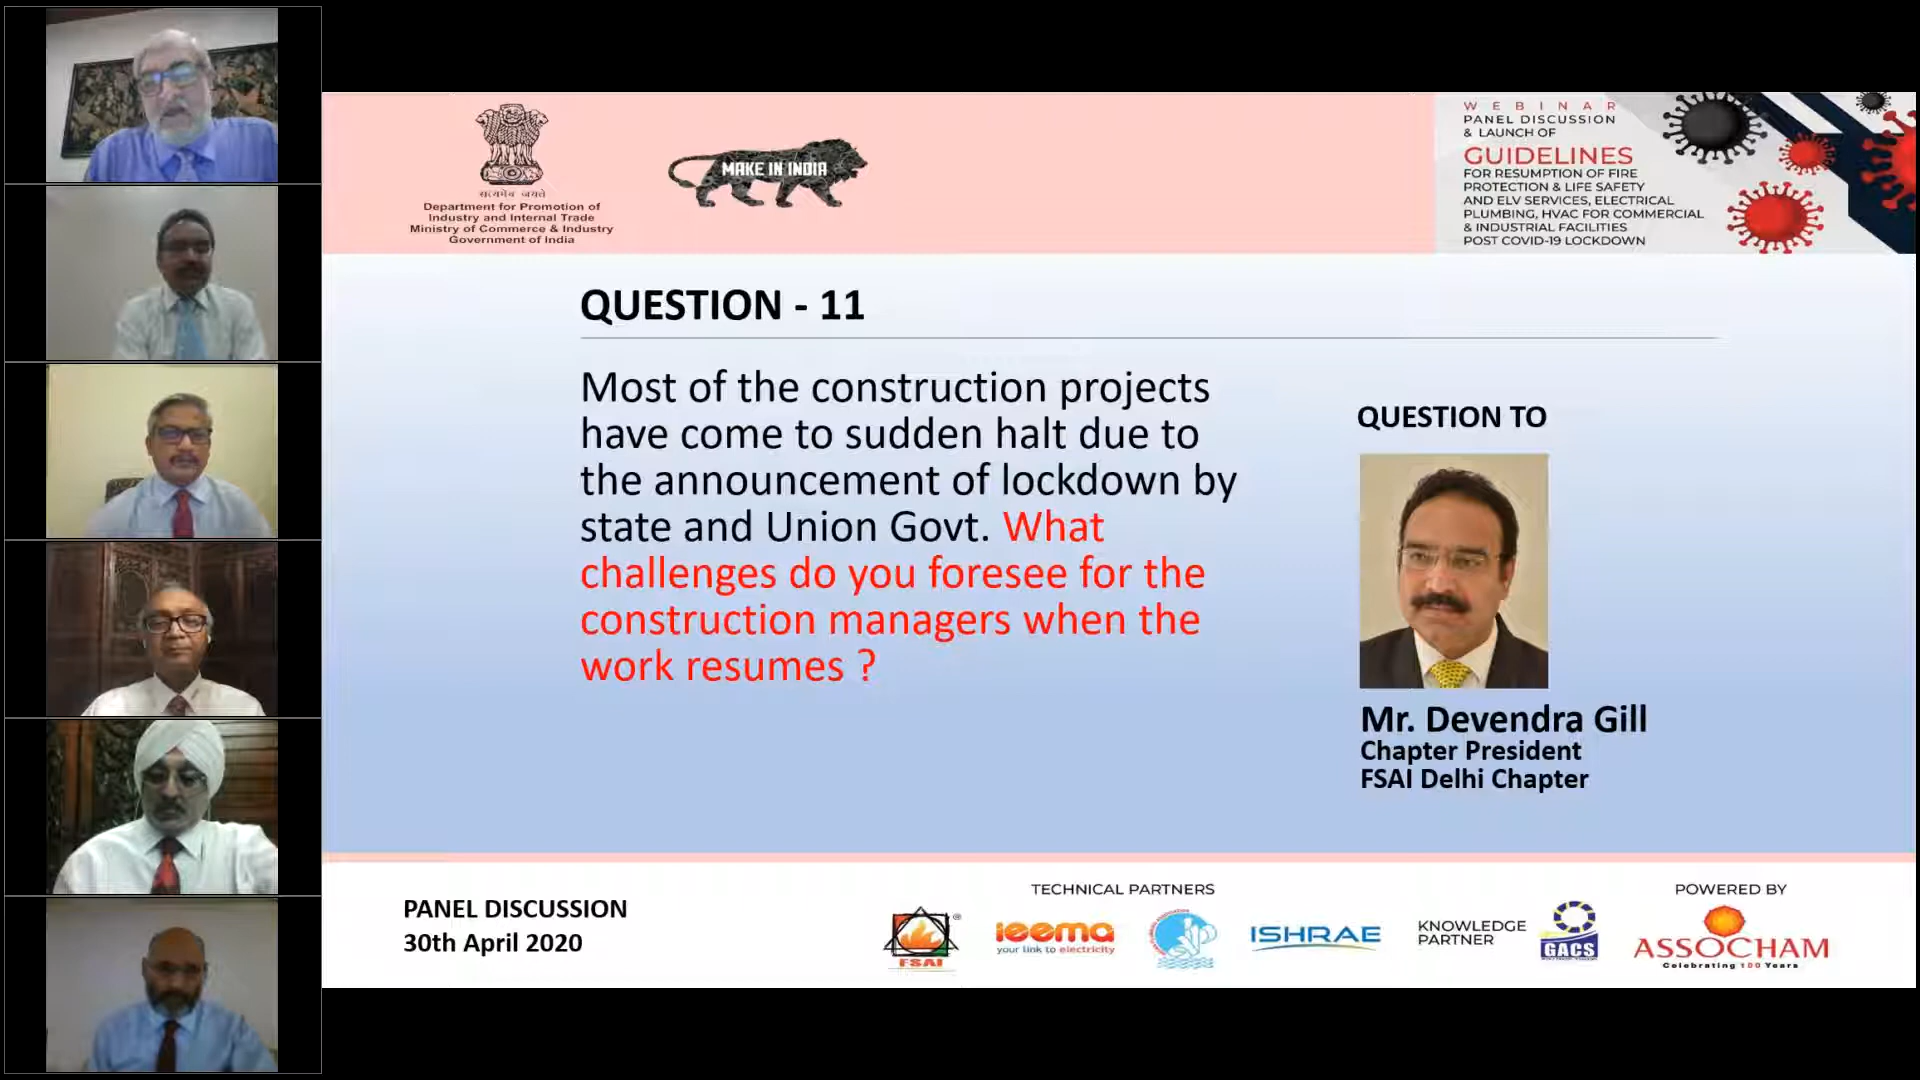 सत्यमेव जयते
Department for Promotion of
Industry and Internal Trade
Ministry of Commerce & Industry
Government of India
MAKE IN INDIA
WEBINAR
PANEL DISCUSSION
& LAUNCH OF
GUIDELINES
FOR RESUMPTION OF FIRE
PROTECTION & LIFE SAFETY
AND ELV SERVICES, ELECTRICAL
PLUMBING, HVAC FOR COMMERCIAL
& INDUSTRIAL FACILITIES
POST COVID-19 LOCKDOWN
QUESTION - 11
Most of the construction projects
have come to sudden halt due to
the announcement of lockdown by
state and Union Govt. What
challenges do you foresee for the
construction managers when the
work resumes ?
QUESTION TO
Mr. Devendra Gill
Chapter President
FSAI Delhi Chapter
PANEL DISCUSSION
30th April 2020
TECHNICAL PARTNERS
FSAI
ieema
your link to electricity
ISHRAE
KNOWLEDGE
PARTNER
GACS
POWERED BY
ASSOCHAM
Celebrating 100 Years